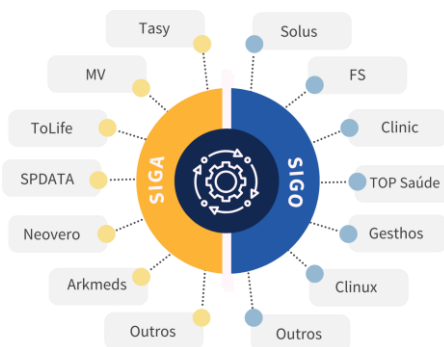 Tasy
Solus
MV
FS
ToLife
Clinic
SPDATA
SIGA
SIGO
TOP Saúde
Neovero
Gesthos
Arkmeds
Clinux
Outros
Outros